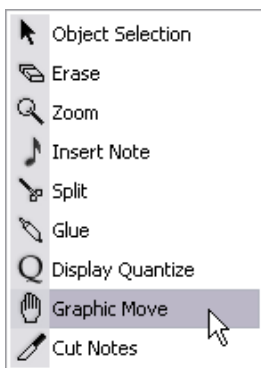 Object Selection
Erase
Zoom
Insert Note
Split
Glue
Display Quantize
Graphic Move
Cut Notes